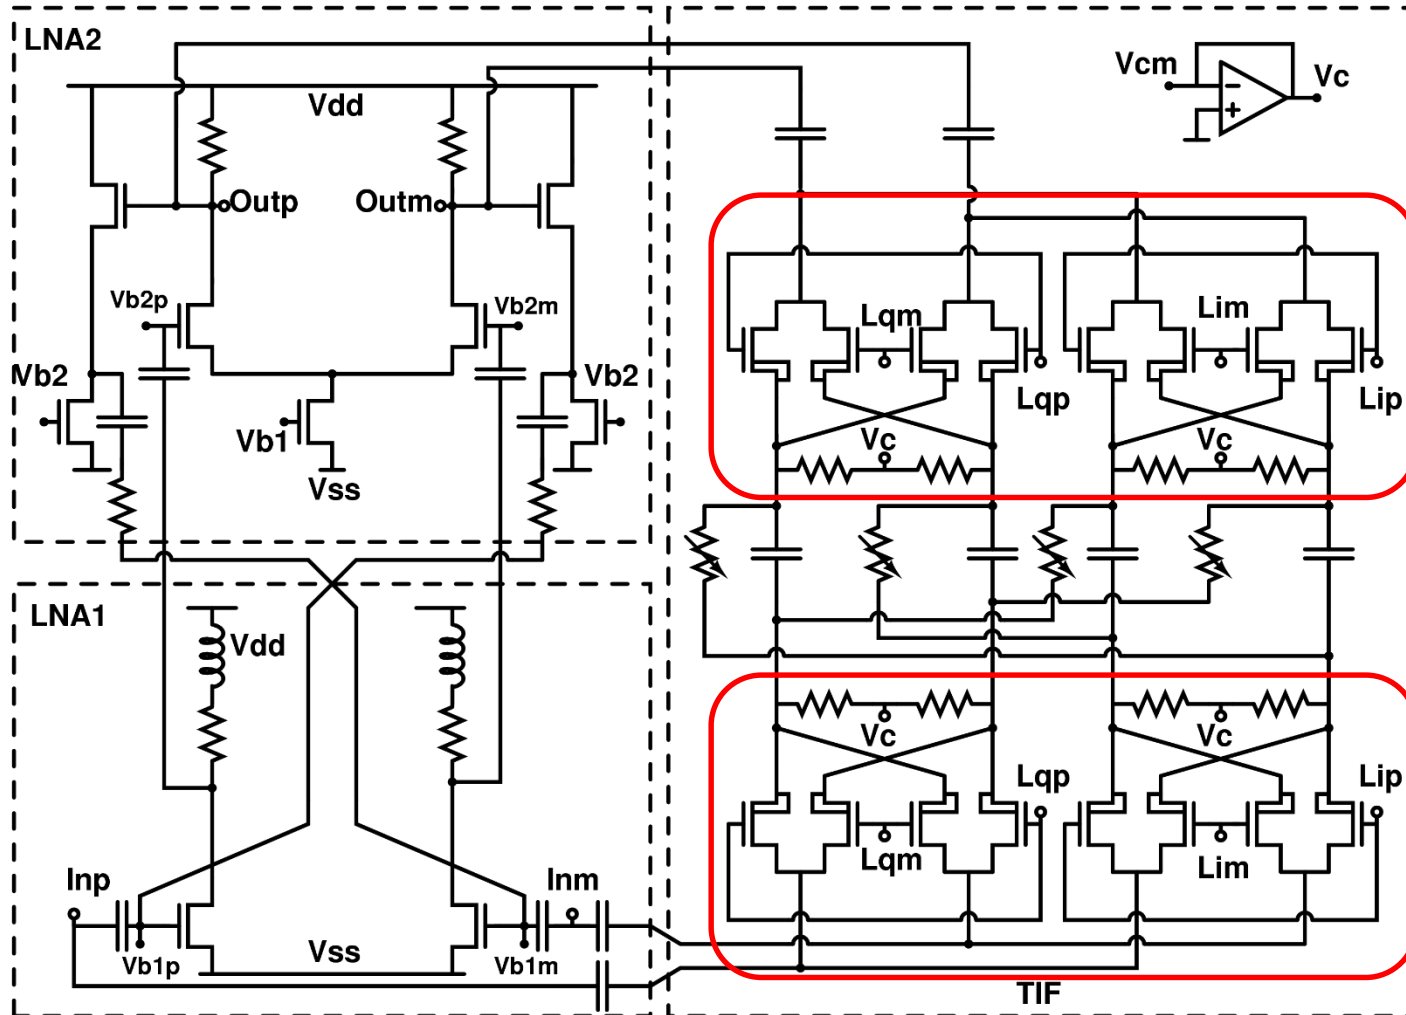 LNA2
Vdd
Vcm
Vc
−
+
Outp
Outm
Vb2p
Vb2m
Lqm
Lim
Vb2
Vb2
Lqp
Lip
Vb1
Vc
Vc
Vss
LNA1
Vdd
Vc
Vc
Lqp
Lip
Lqm
Lim
Inp
Inm
Vss
Vb1p
Vb1m
TIF